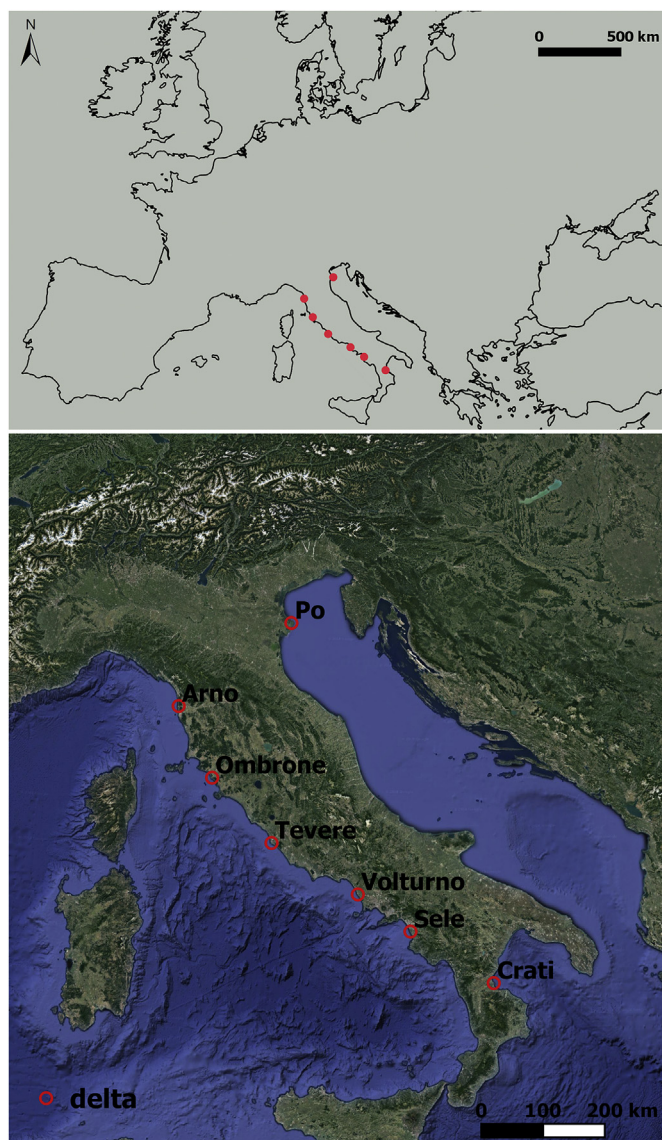 N
0 500 km
Po
Arno
Ombrone
Tevere
Volturno
Sele
Crati
delta
0 100 200 km